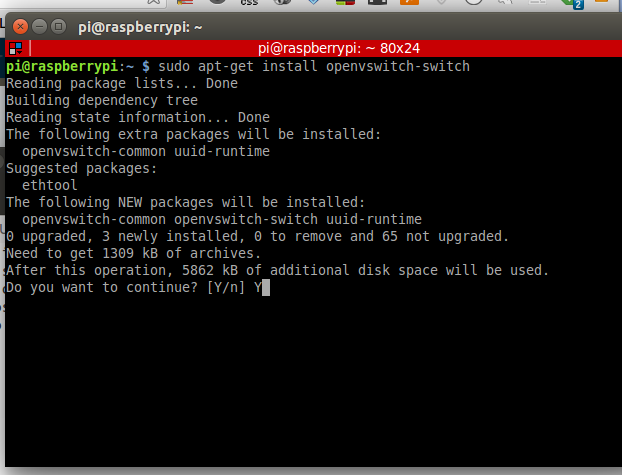 css
2
pi@raspberrypi: ~
pi@raspberrypi: ~ 80x24
pi@raspberrypi:~ $ sudo apt-get install openvswitch-switch
Reading package lists... Done
Building dependency tree
Reading state information... Done
The following extra packages will be installed:
  openvswitch-common uuid-runtime
Suggested packages:
  ethtool
The following NEW packages will be installed:
  openvswitch-common openvswitch-switch uuid-runtime
0 upgraded, 3 newly installed, 0 to remove and 65 not upgraded.
Need to get 1309 kB of archives.
After this operation, 5862 kB of additional disk space will be used.
Do you want to continue? [Y/n] Y